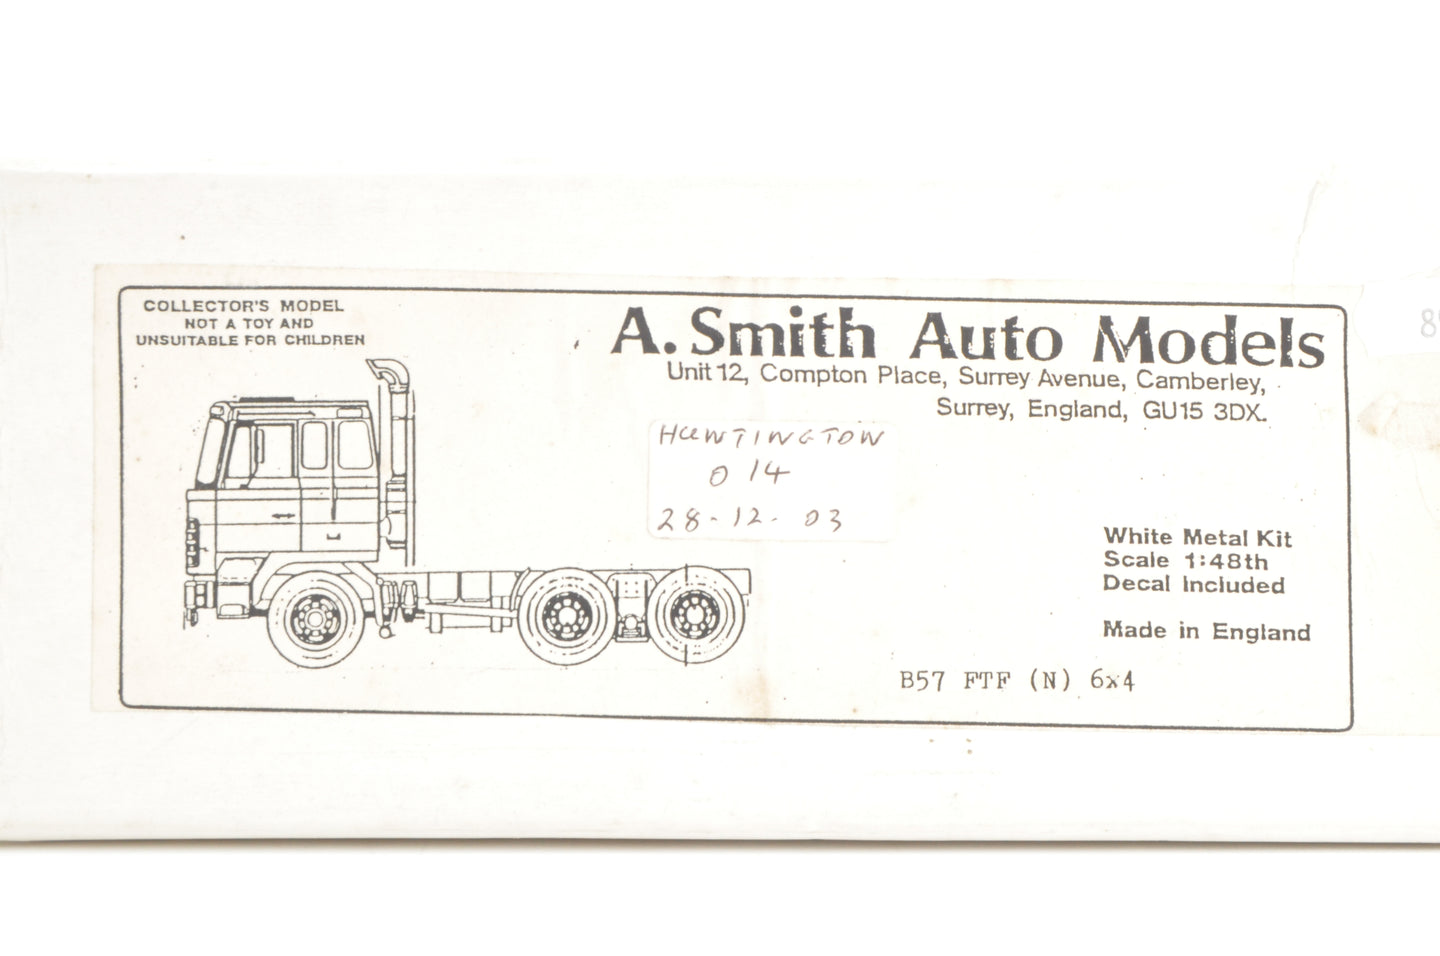 COLLECTOR'S MODEL
NOT A TOY AND
UNSUITABLE FOR CHILDREN
A. Smith Auto Models
Unit 12, Compton Place, Surrey Avenue, Camberley,
Surrey, England, GU15 3DX.
HUNTINGTON
014
28-12-03
White Metal Kit
Scale 1:48th
Decal Included
Made in England
B57 FTF (N) 6x4